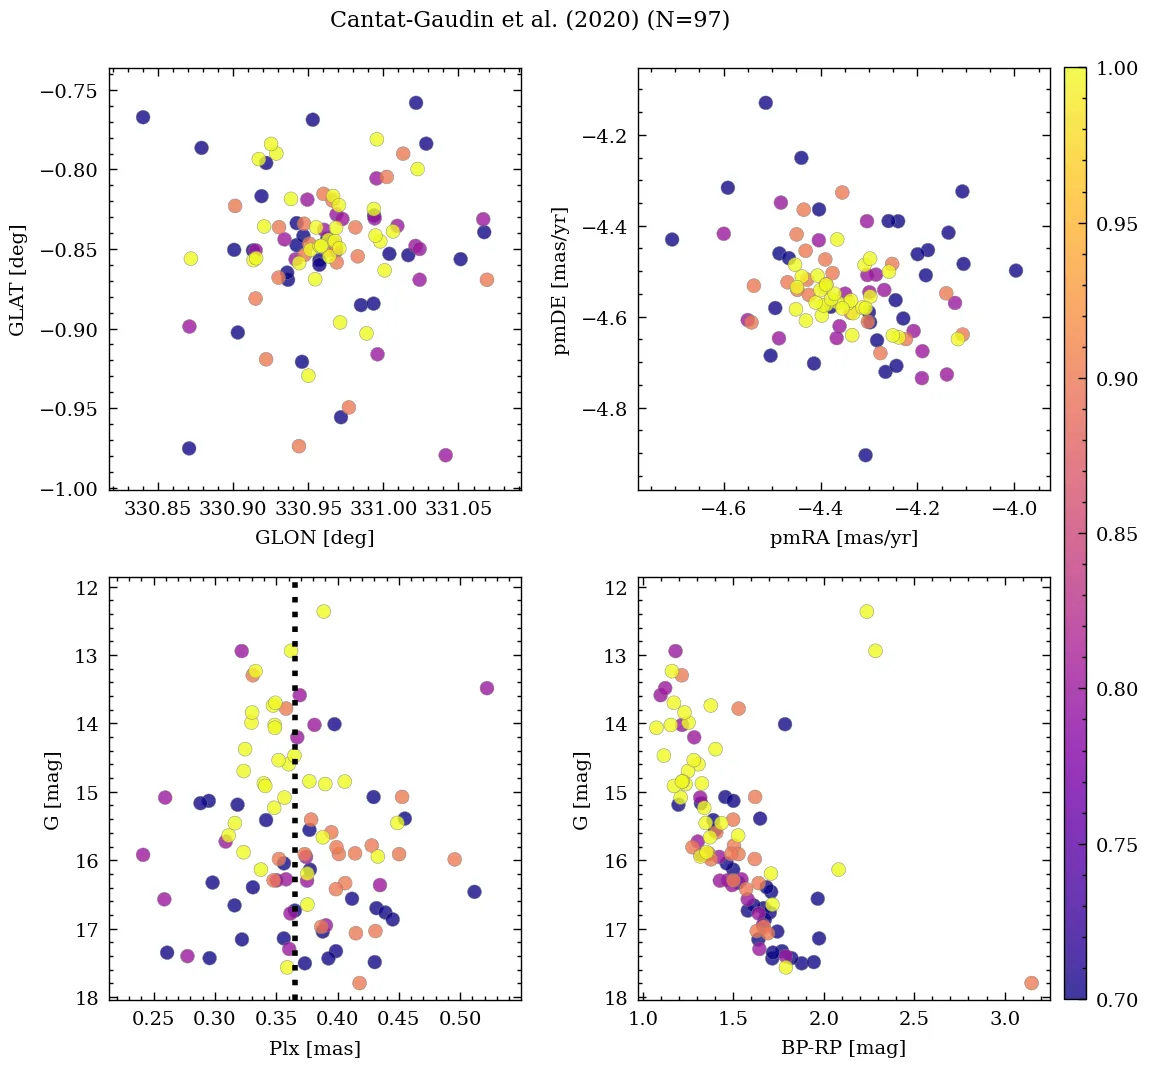 Cantat-Gaudin et al. (2020) (N=97)
−0.75
−0.80
−0.85
−0.90
−0.95
−1.00
GLAT [deg]
330.85 330.90 330.95 331.00 331.05
GLON [deg]
−4.2
−4.4
−4.6
−4.8
pmDE [mas/yr]
−4.6 −4.4 −4.2 −4.0
pmRA [mas/yr]
12
13
14
15
16
17
18
G [mag]
0.25 0.30 0.35 0.40 0.45 0.50
Plx [mas]
12
13
14
15
16
17
18
G [mag]
1.0 1.5 2.0 2.5 3.0
BP-RP [mag]
1.00
0.95
0.90
0.85
0.80
0.75
0.70